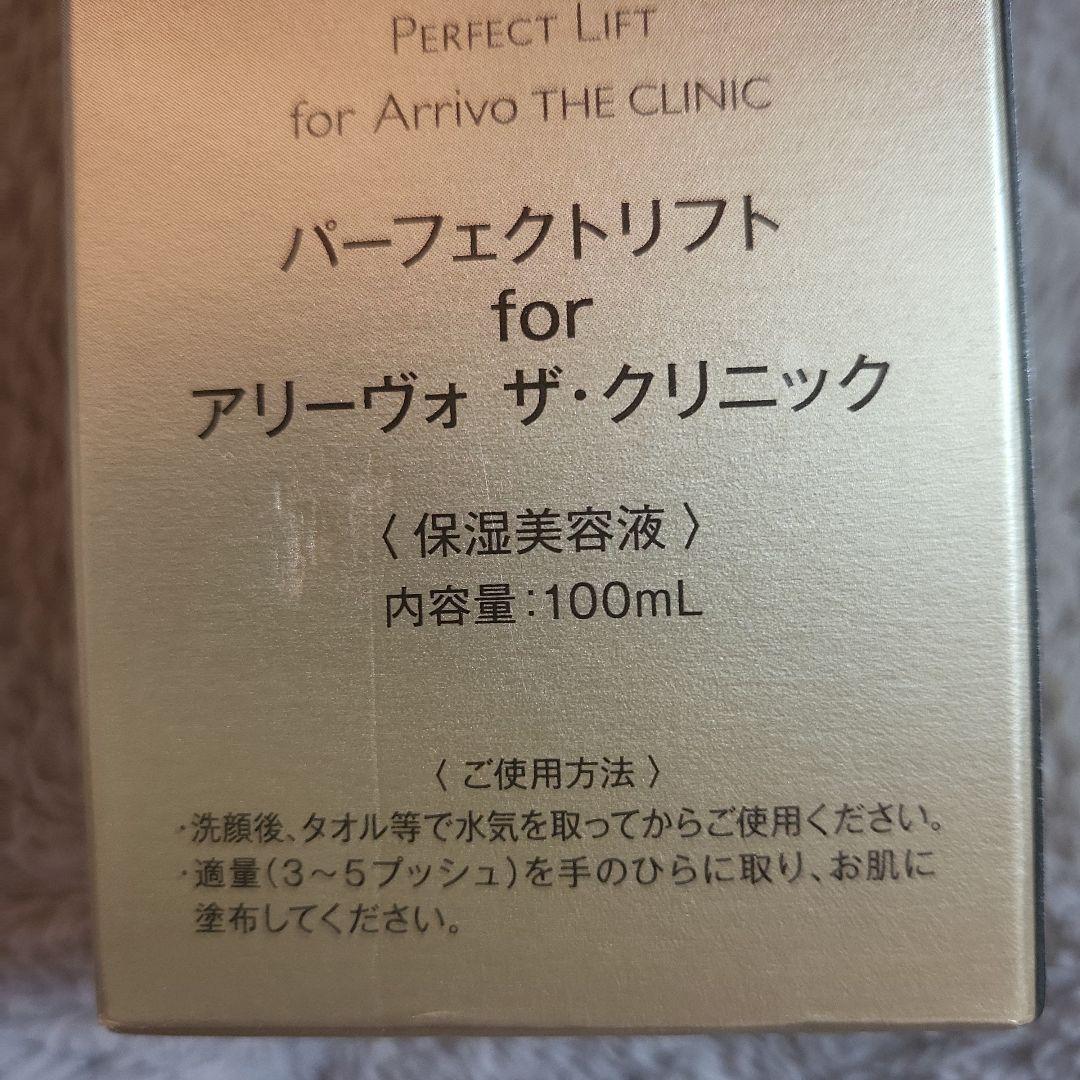 PERFECT LIFT
for Arrivo THE CLINIC
パーフェクトリフト
for
アリーヴォ ザ・クリニック
〈 保湿美容液 〉
内容量：100mL
〈 ご使用方法 〉
・洗顔後、タオル等で水気を取ってからご使用ください。
・適量（3～5プッシュ）を手のひらに取り、お肌に
塗布してください。